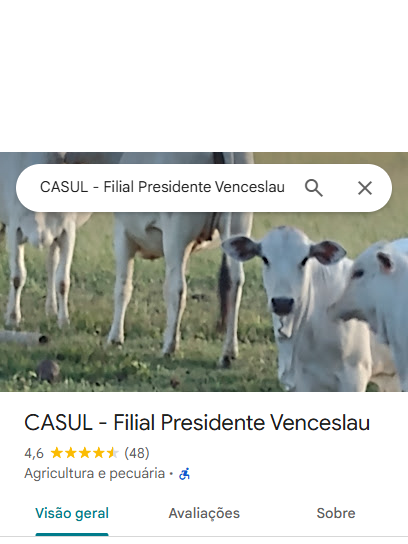 CASUL - Filial Presidente Venceslau
CASUL - Filial Presidente Venceslau
4,6 (48)
Agricultura e pecuária ·
Visão geral Avaliações Sobre